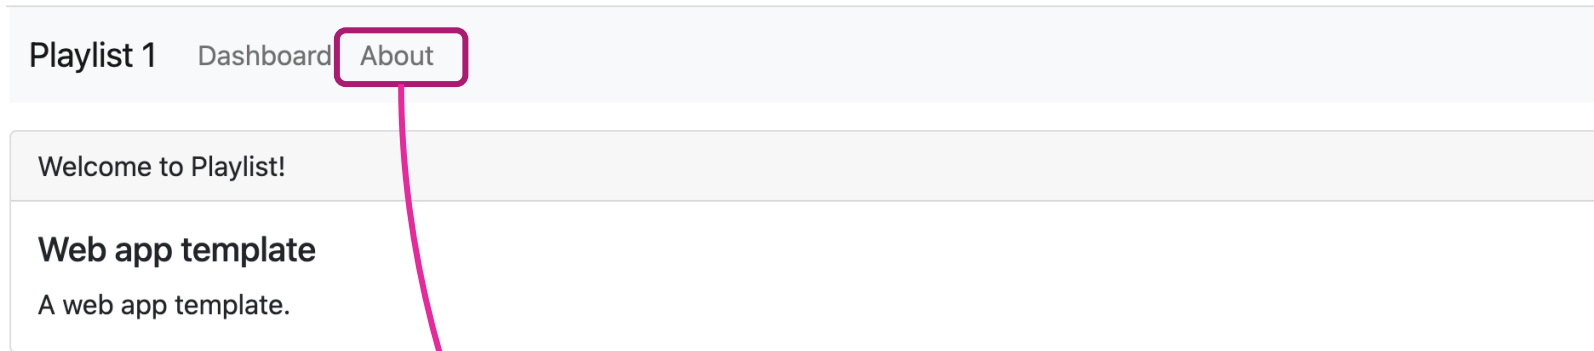 Playlist 1 Dashboard About
Welcome to Playlist!
Web app template
A web app template.